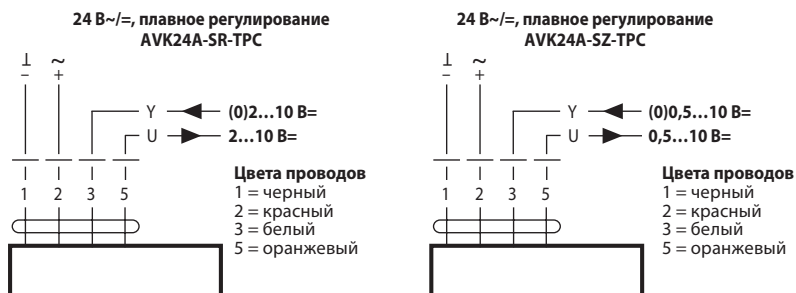 24 В~/=, плавное регулирование
AVK24A-SR-TPC
⊥ ~
– +
Y (0)2…10 В=
U 2…10 В=
1 2 3 5
Цвета проводов
1 = черный
2 = красный
3 = белый
5 = оранжевый
24 В~/=, плавное регулирование
AVK24A-SZ-TPC
⊥ ~
– +
Y (0)0,5…10 В=
U 0,5…10 В=
1 2 3 5
Цвета проводов
1 = черный
2 = красный
3 = белый
5 = оранжевый